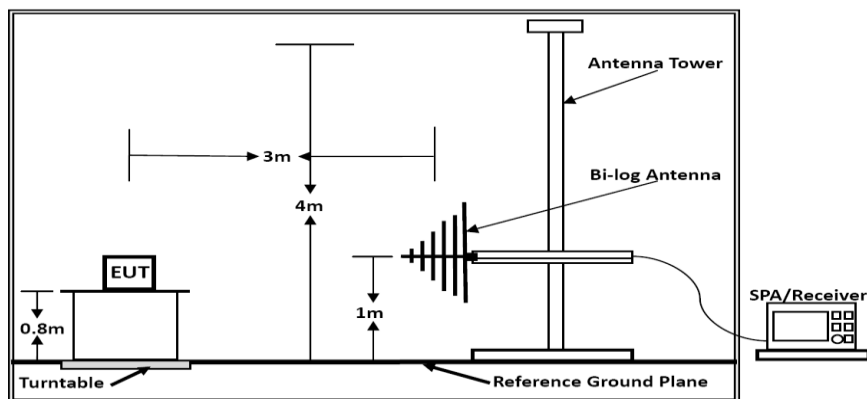 Antenna Tower
3m
Bi-log Antenna
4m
EUT
SPA/Receiver
0.8m
1m
Turntable
Reference Ground Plane